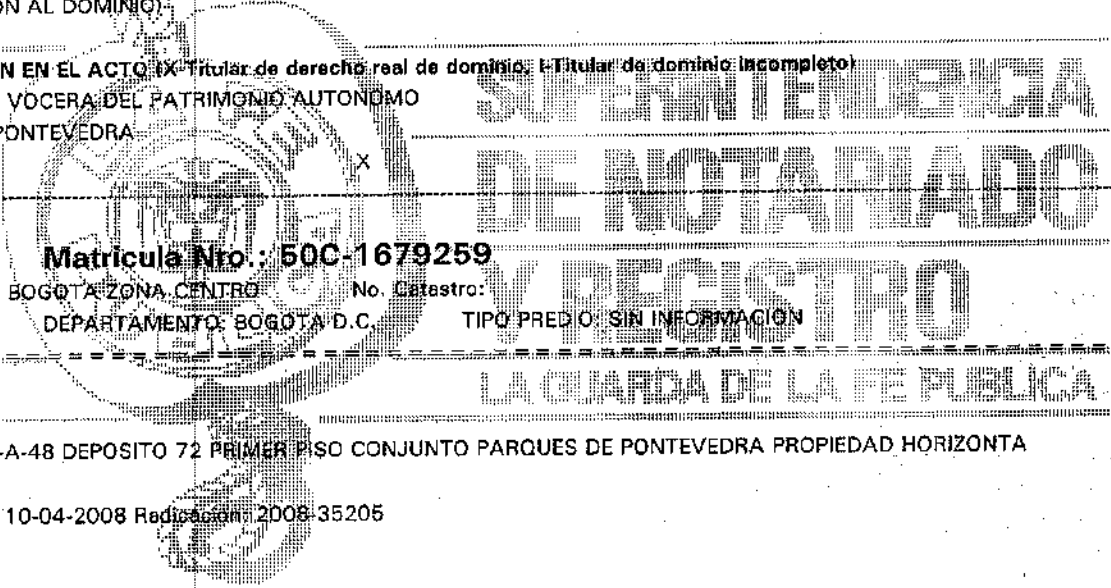 ÓN AL DOMINIO)
N EN EL ACTO (X-Titular de derecho real de dominio, I-Titular de dominio incompleto)
VOCERA DEL PATRIMONIO AUTONOMO
PONTEVEDRA
X
SUPERINTENDENCIA
DE NOTARIADO
Y REGISTRO
LA GUARDA DE LA FE PUBLICA
Matricula Nro.: 50C-1679259
BOGOTA ZONA CENTRO No. Catastro:
DEPARTAMENTO: BOGOTA D.C. TIPO PREDIO: SIN INFORMACION
-A-48 DEPOSITO 72 PRIMER PISO CONJUNTO PARQUES DE PONTEVEDRA PROPIEDAD HORIZONTA
10-04-2008 Radicación: 2008-35205